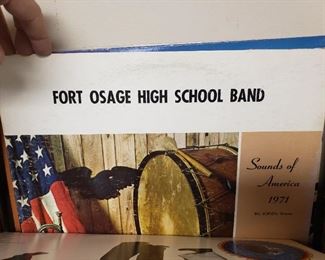 FORT OSAGE HIGH SCHOOL BAND
Sounds of
America
1971